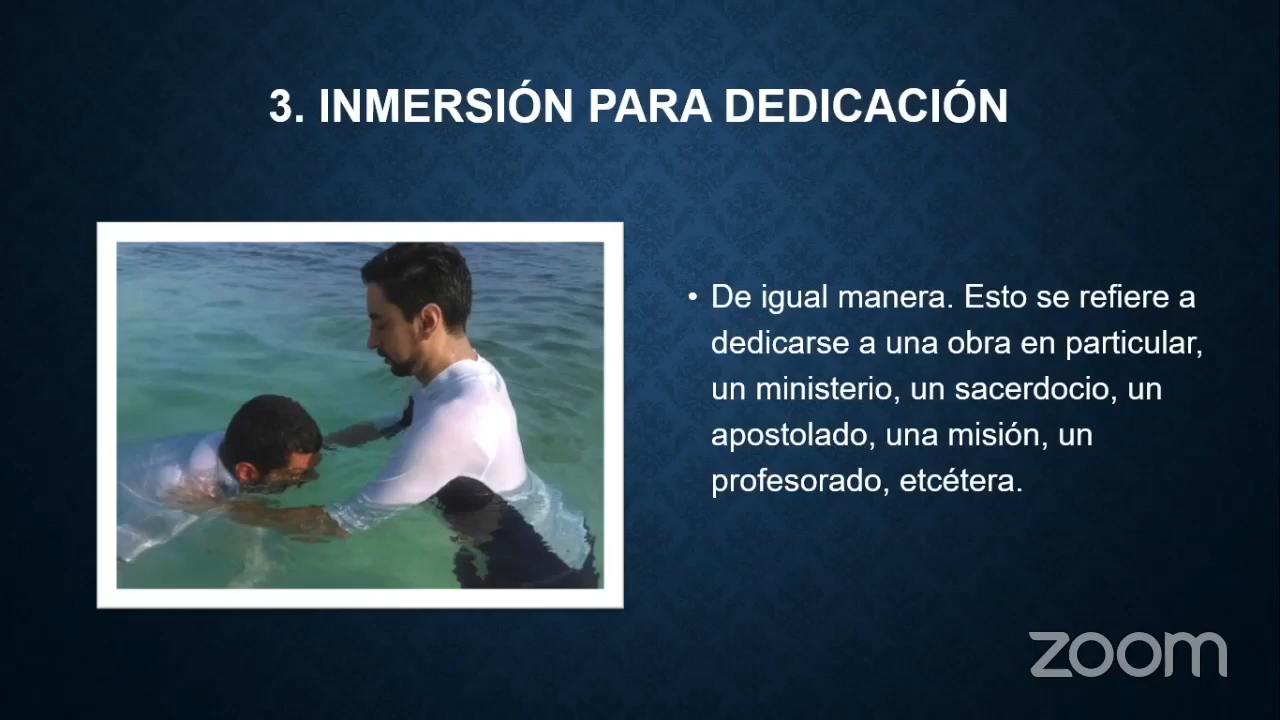 3. INMERSIÓN PARA DEDICACIÓN
• De igual manera. Esto se refiere a
dedicarse a una obra en particular,
un ministerio, un sacerdocio, un
apostolado, una misión, un
profesorado, etcétera.
zoom